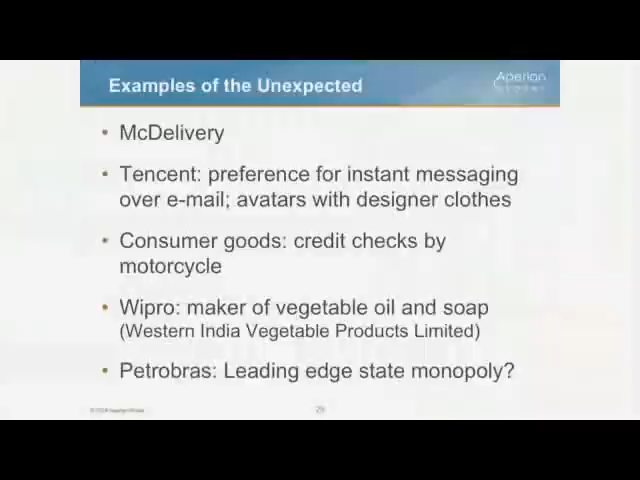 Examples of the Unexpected
Aperian
• McDelivery
• Tencent: preference for instant messaging
over e-mail; avatars with designer clothes
• Consumer goods: credit checks by
motorcycle
• Wipro: maker of vegetable oil and soap
(Western India Vegetable Products Limited)
• Petrobras: Leading edge state monopoly?